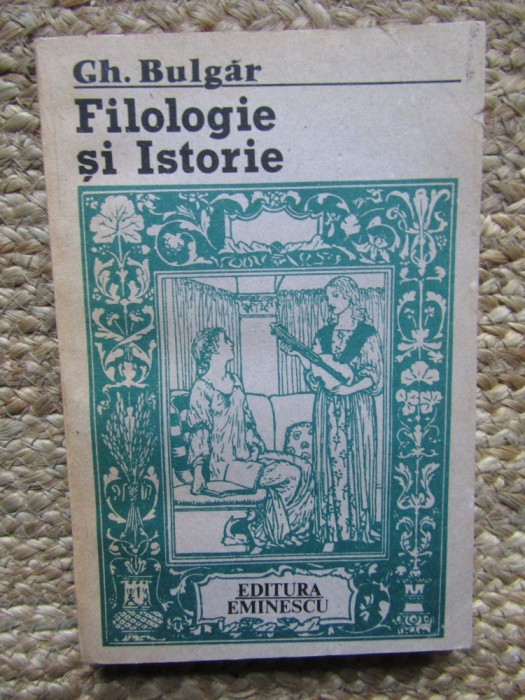 Gh. Bulgăr
Filologie
și Istorie
EDITURA
EMINESCU